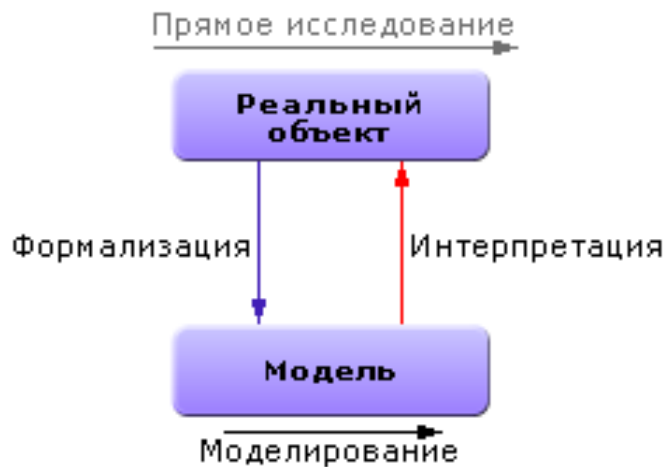 Прямое исследование
Реальный
объект
Формализация
Интерпретация
Модель
Моделирование